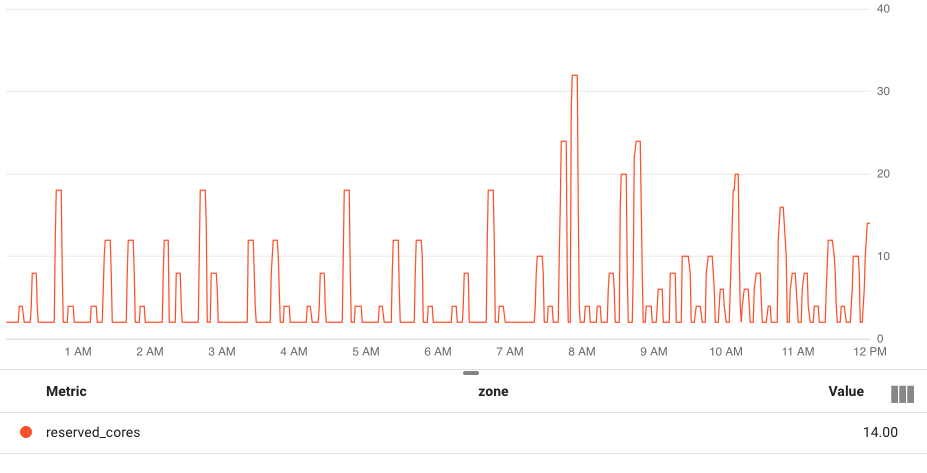 40
30
20
10
0
1 AM 2 AM 3 AM 4 AM 5 AM 6 AM 7 AM 8 AM 9 AM 10 AM 11 AM 12 PM
Metric zone Value
reserved_cores 14.00